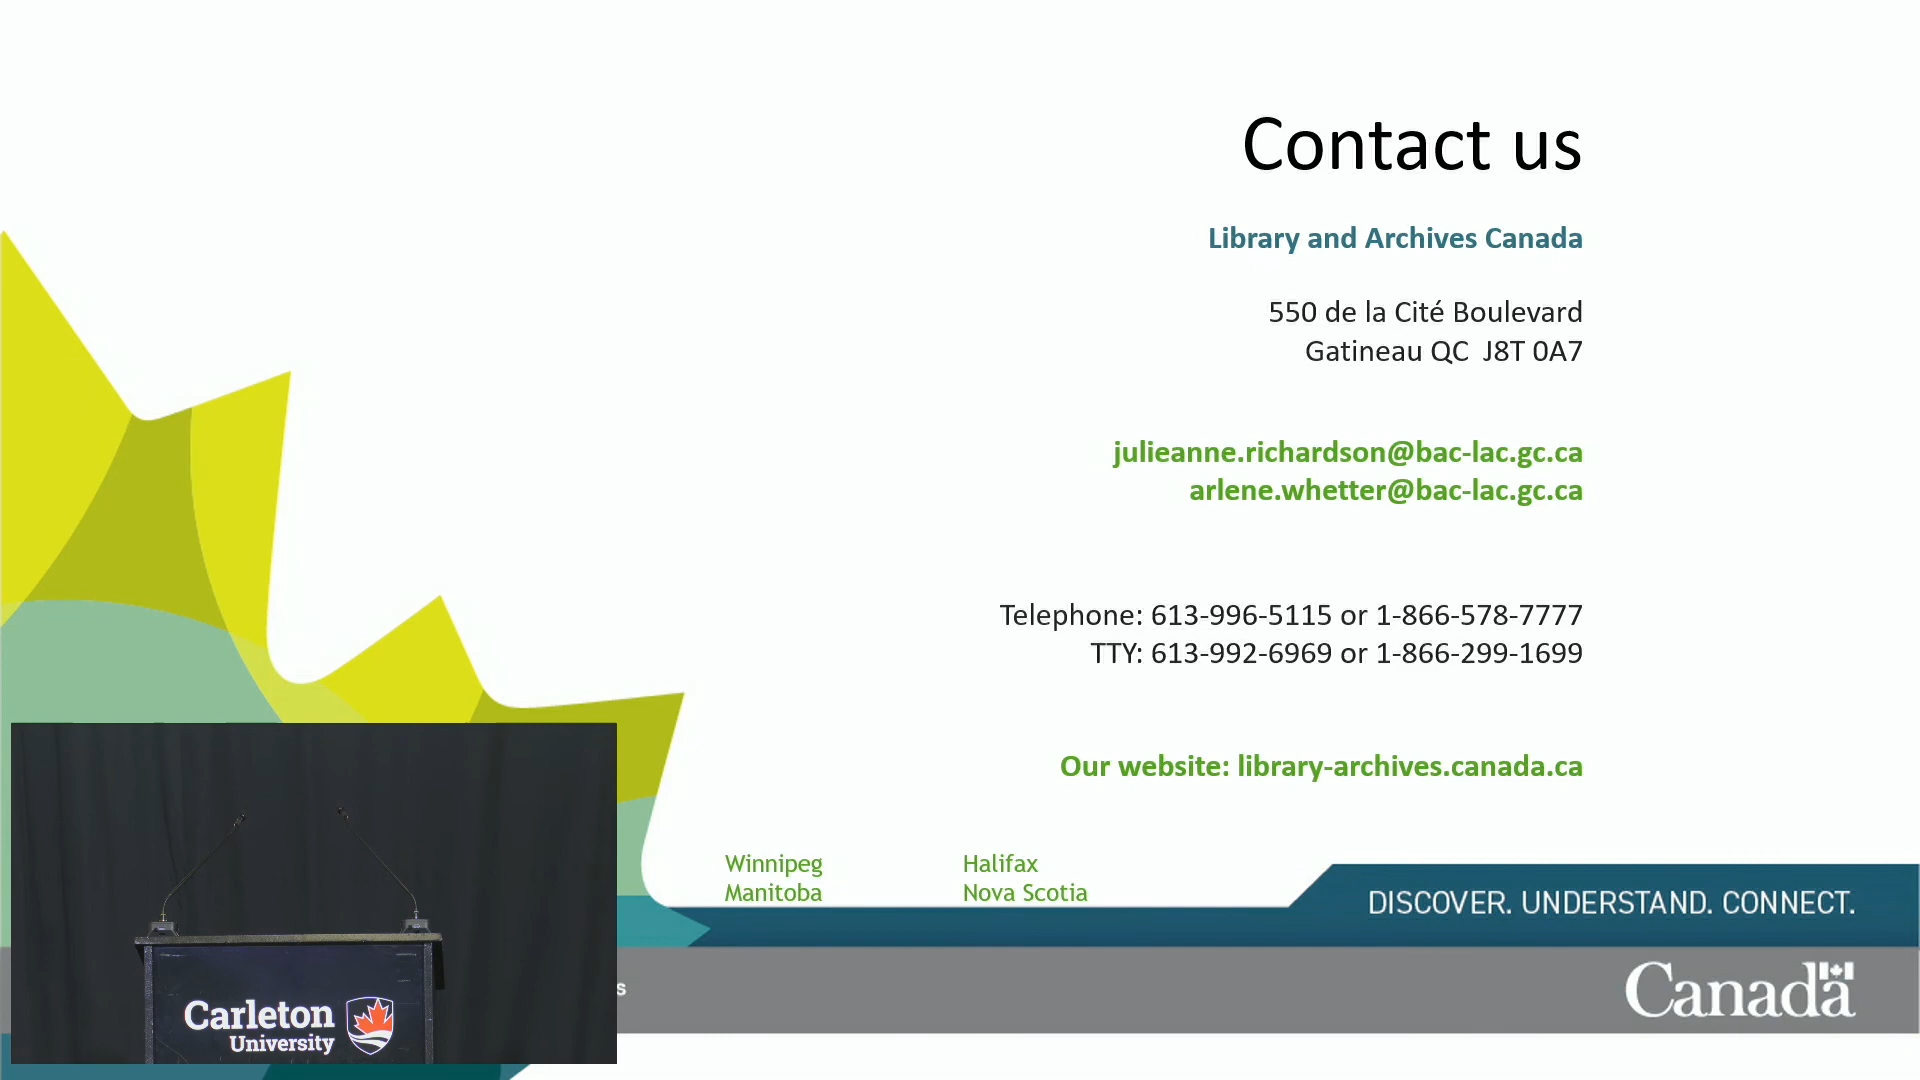 Contact us
Library and Archives Canada
550 de la Cité Boulevard
Gatineau QC J8T 0A7
julieanne.richardson@bac-lac.gc.ca
arlene.whetter@bac-lac.gc.ca
Telephone: 613-996-5115 or 1-866-578-7777
TTY: 613-992-6969 or 1-866-299-1699
Our website: library-archives.canada.ca
Winnipeg
Manitoba
Halifax
Nova Scotia
DISCOVER. UNDERSTAND. CONNECT.
Canada
Carleton
University